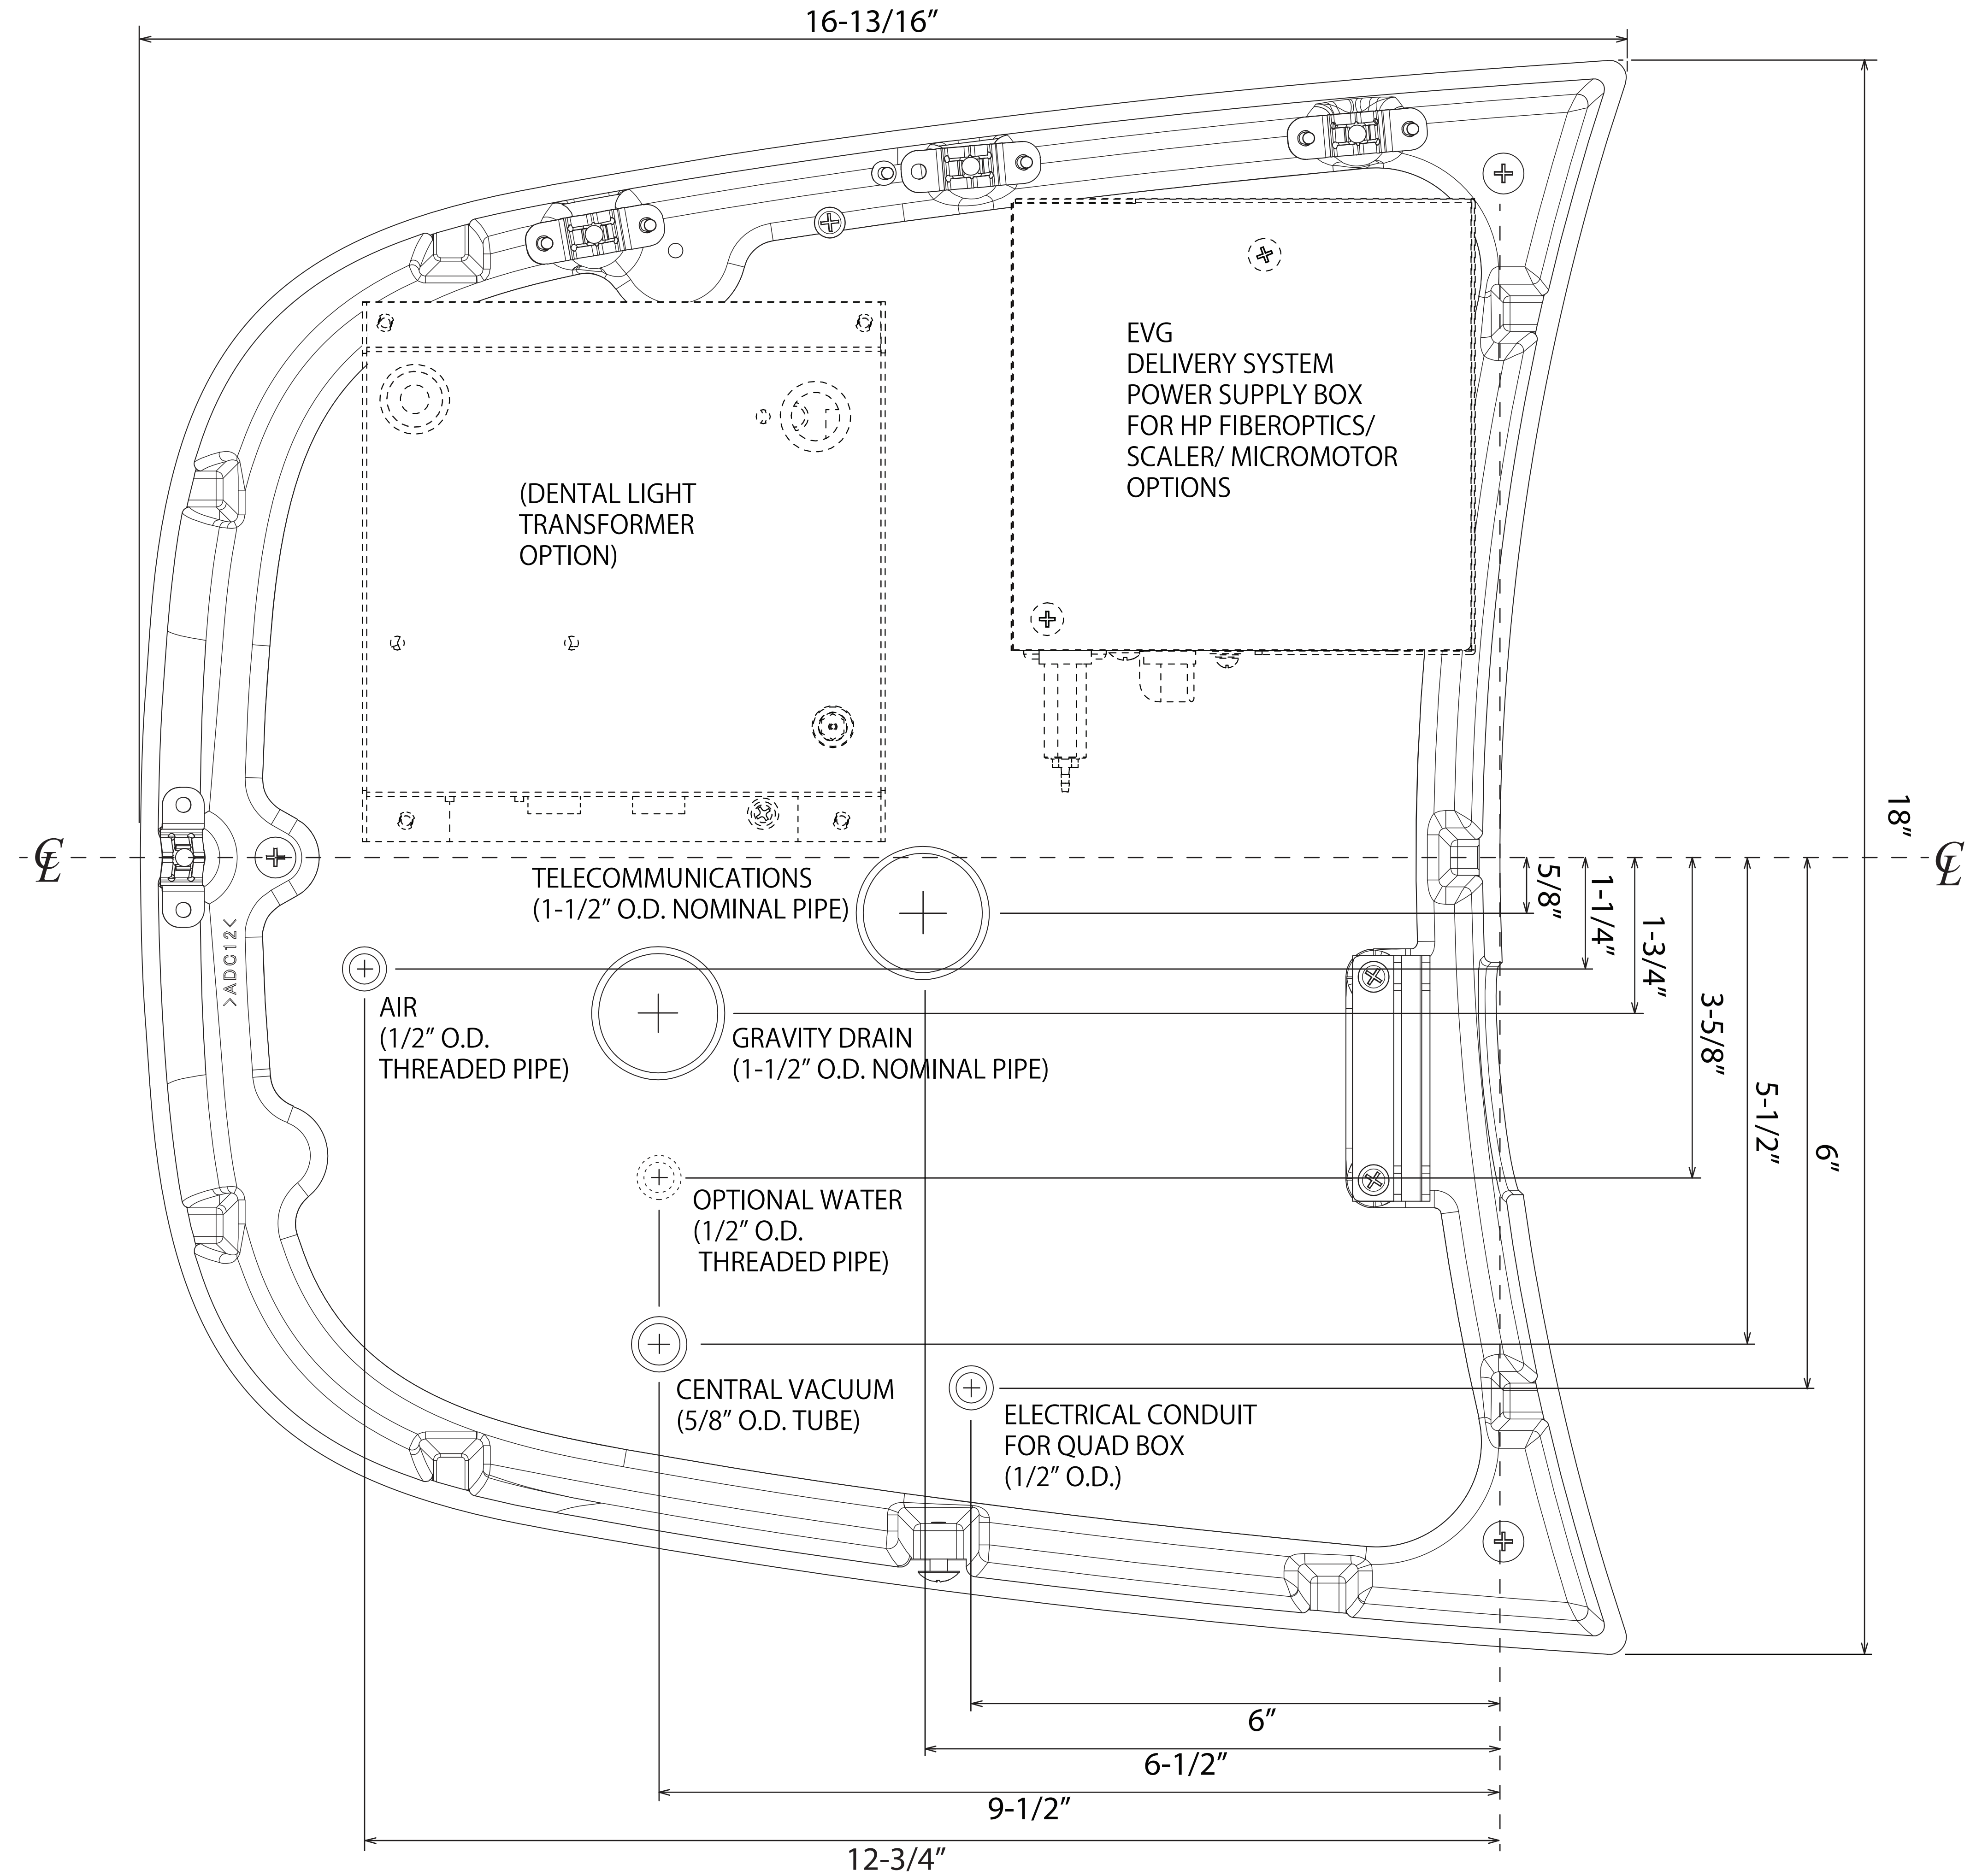 16-13/16”
EVG
DELIVERY SYSTEM
POWER SUPPLY BOX
FOR HP FIBEROPTICS/
SCALER/ MICROMOTOR
OPTIONS
(DENTAL LIGHT
TRANSFORMER
OPTION)
18”
℄
℄
TELECOMMUNICATIONS
(1-1/2” O.D. NOMINAL PIPE)
5/8”
1-1/4”
1-3/4”
3-5/8”
5-1/2”
6”
>ADC12<
AIR
(1/2” O.D.
THREADED PIPE)
GRAVITY DRAIN
(1-1/2” O.D. NOMINAL PIPE)
OPTIONAL WATER
(1/2” O.D.
THREADED PIPE)
CENTRAL VACUUM
(5/8” O.D. TUBE)
ELECTRICAL CONDUIT
FOR QUAD BOX
(1/2” O.D.)
6”
6-1/2”
9-1/2”
12-3/4”